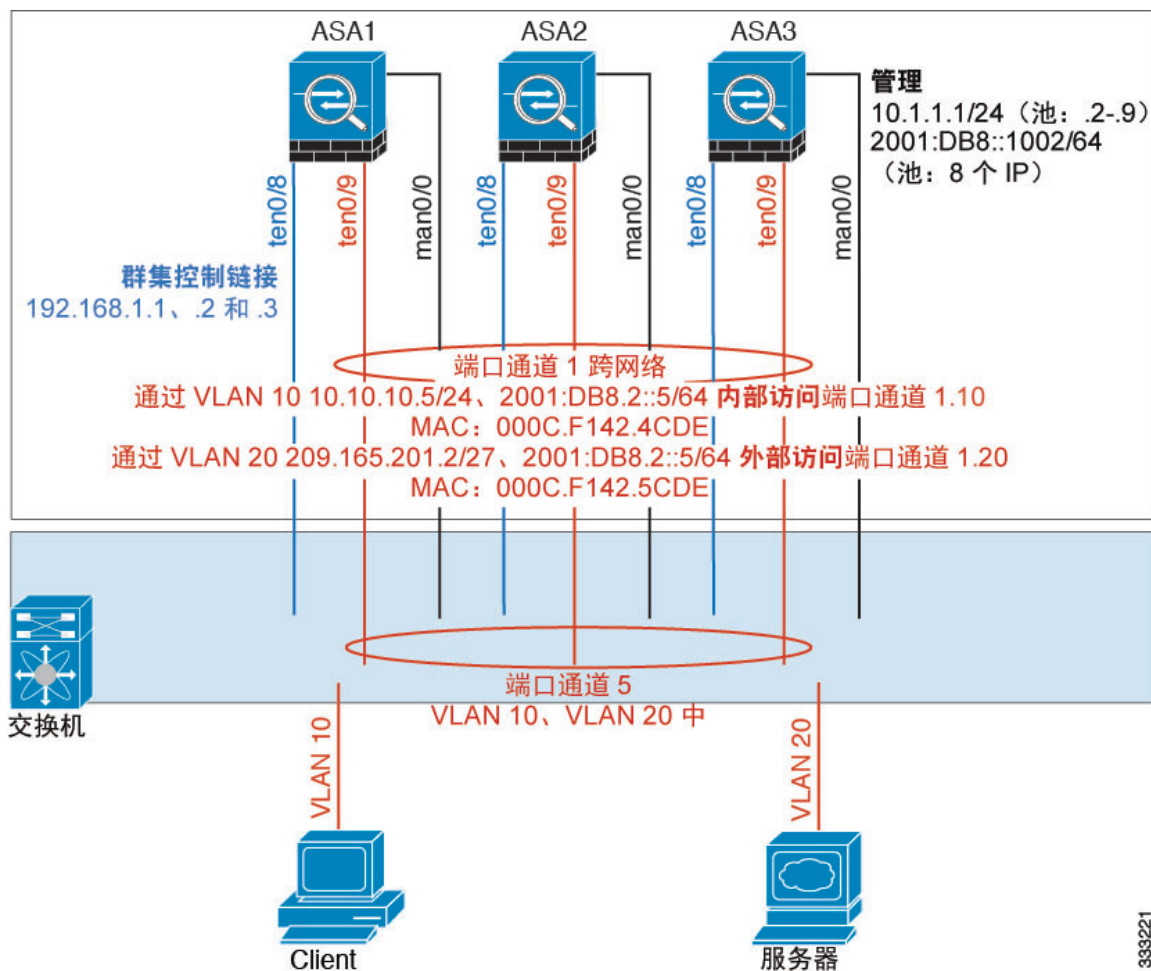 ASA1
ASA2
ASA3
管理
10.1.1.1/24（池：.2-.9）
2001:DB8::1002/64
（池：8 个 IP）
ten0/8
ten0/9
man0/0
ten0/8
ten0/9
man0/0
ten0/8
ten0/9
man0/0
群集控制链接
192.168.1.1、.2 和 .3
端口通道 1 跨网络
通过 VLAN 10 10.10.10.5/24、2001:DB8.2::5/64 内部访问端口通道 1.10
MAC：000C.F142.4CDE
通过 VLAN 20 209.165.201.2/27、2001:DB8.2::5/64 外部访问端口通道 1.20
MAC：000C.F142.5CDE
端口通道 5
VLAN 10、VLAN 20 中
交换机
VLAN 10
VLAN 20
Client
服务器
333221